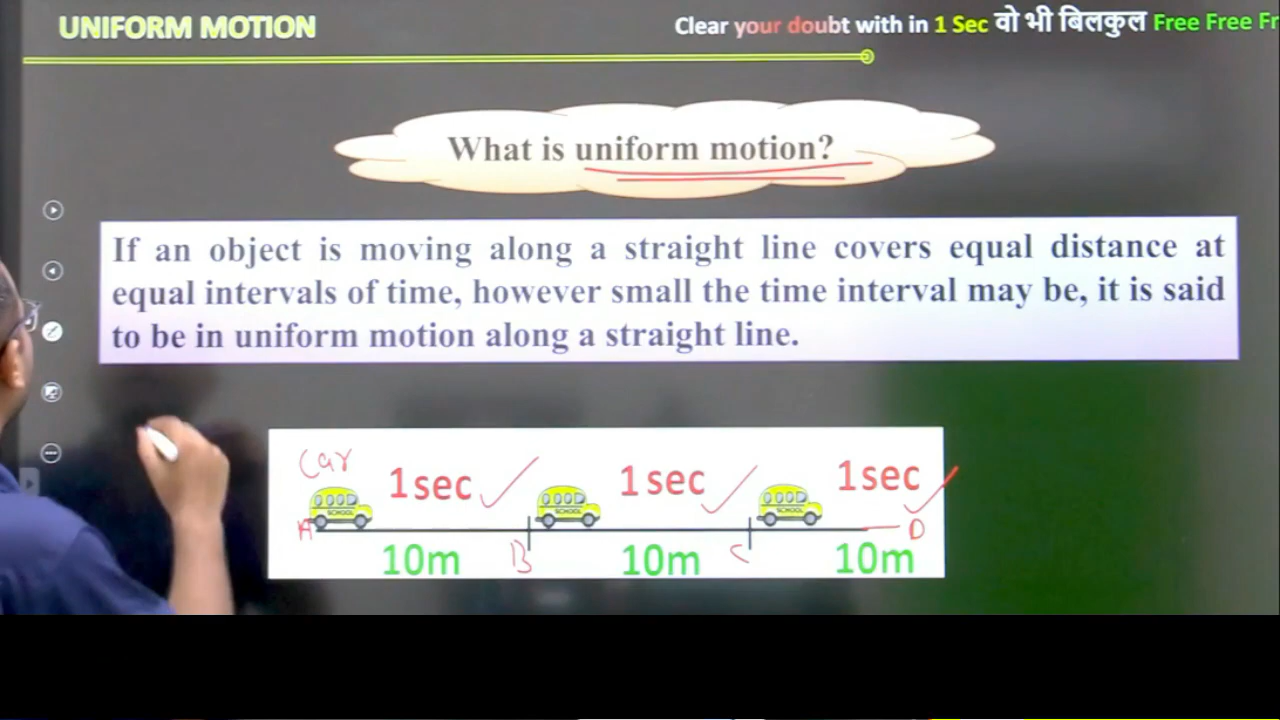 UNIFORM MOTION
Clear your doubt with in 1 Sec वो भी बिलकुल Free Free Fr
What is uniform motion?
If an object is moving along a straight line covers equal distance at
equal intervals of time, however small the time interval may be, it is said
to be in uniform motion along a straight line.
Car
1sec 1sec 1sec
SCHOOL SCHOOL SCHOOL
A B C D
10m 10m 10m